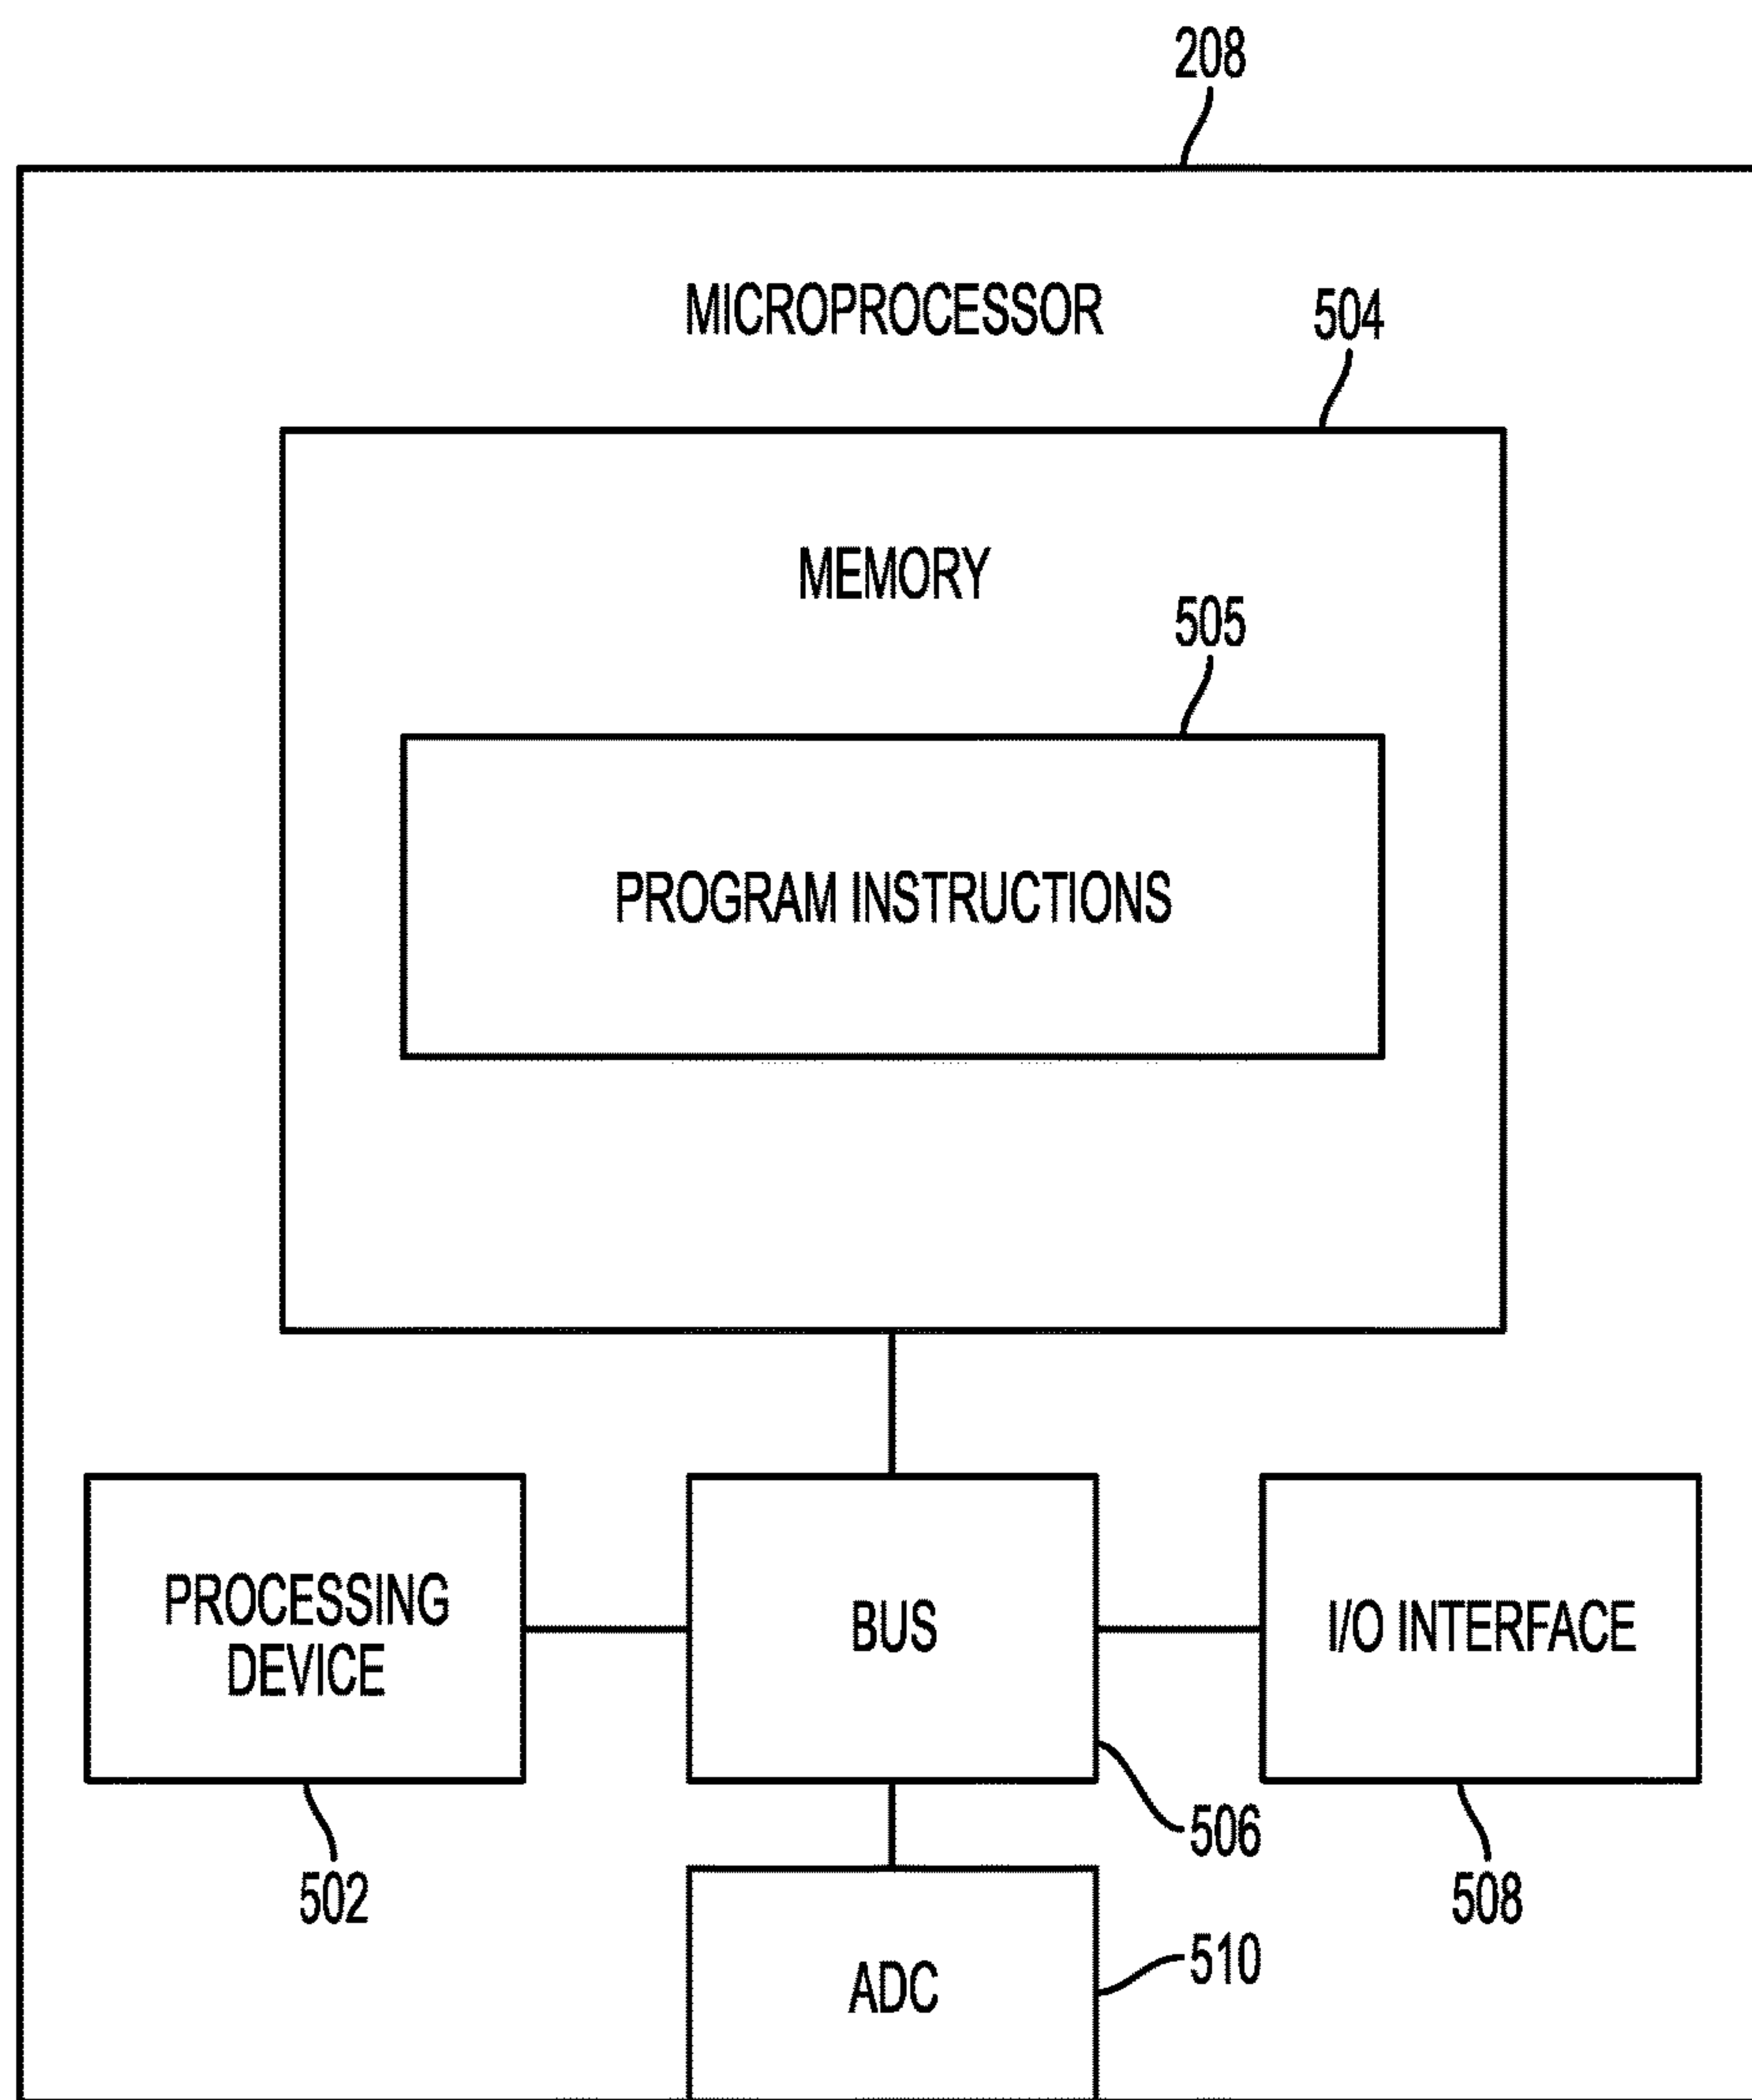 208
MICROPROCESSOR
504
MEMORY
505
PROGRAM INSTRUCTIONS
PROCESSING
DEVICE
BUS
I/O INTERFACE
506
502
508
510
ADC